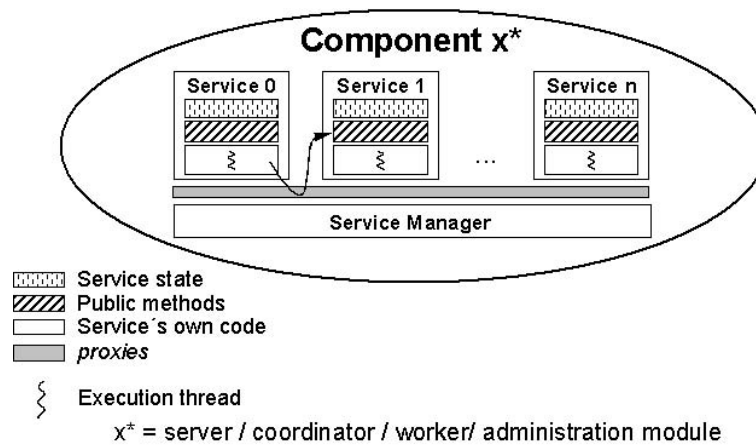 Component x*
Service 0 Service 1 Service n
...
Service Manager
Service state
Public methods
Service´s own code
proxies
Execution thread
x* = server / coordinator / worker/ administration module